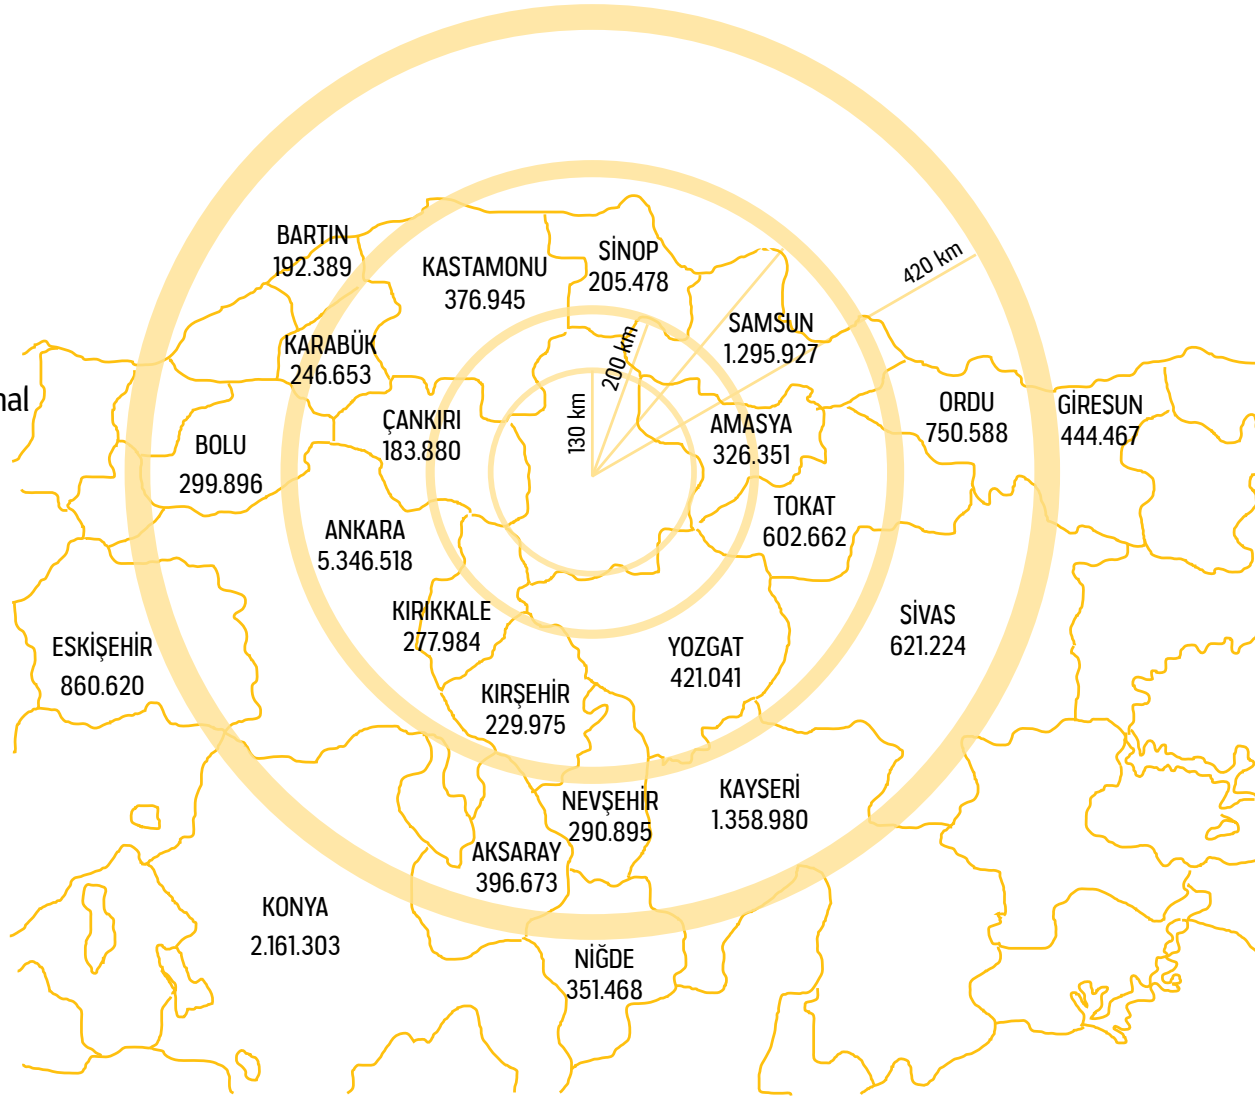 BARTIN
192.389
KASTAMONU
376.945
SİNOP
205.478
420 km
SAMSUN
1.295.927
KARABÜK
246.653
200 km
130 km
nal
BOLU
299.896
ÇANKIRI
183.880
AMASYA
326.351
ORDU
750.588
GİRESUN
444.467
ANKARA
5.346.518
TOKAT
602.662
KIRIKKALE
277.984
SİVAS
621.224
ESKİŞEHİR
860.620
YOZGAT
421.041
KIRŞEHİR
229.975
NEVŞEHİR
290.895
KAYSERİ
1.358.980
AKSARAY
396.673
KONYA
2.161.303
NİĞDE
351.468